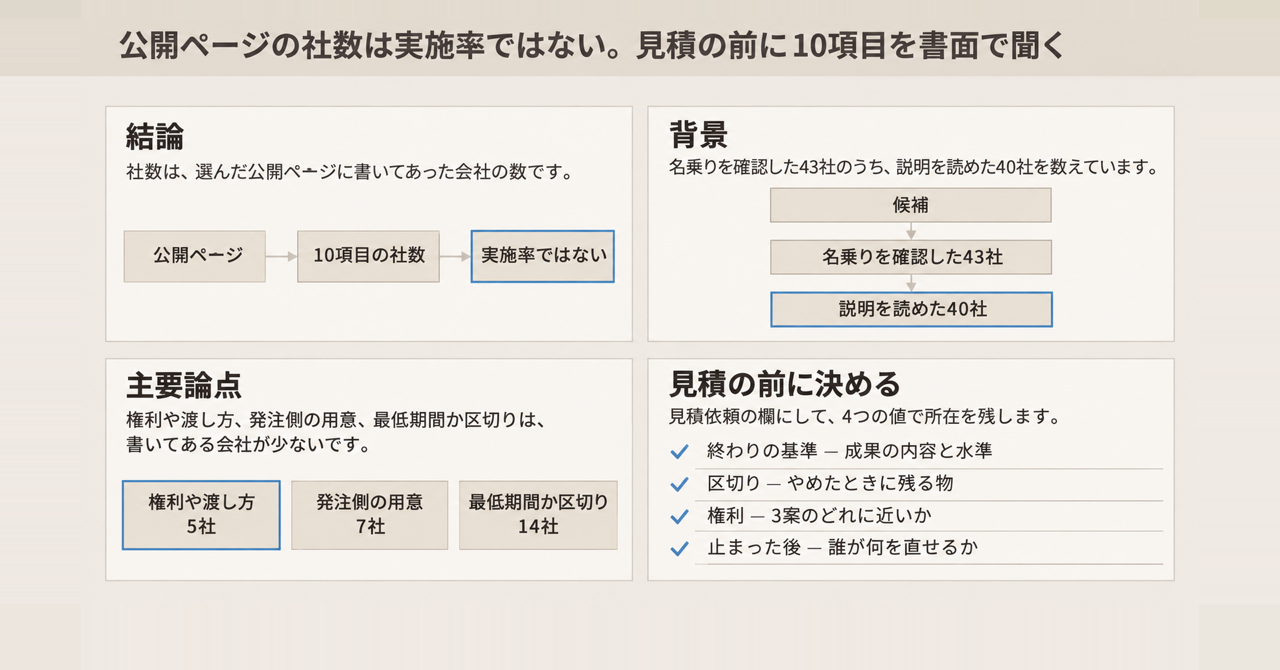 公開ページの社数は実施率ではない。見積の前に10項目を書面で聞く
結論
社数は、選んだ公開ページに書いてあった会社の数です。
公開ページ
10項目の社数
実施率ではない
背景
名乗りを確認した43社のうち、説明を読めた40社を数えています。
候補
名乗りを確認した43社
説明を読めた40社
主要論点
権利や渡し方、発注側の用意、最低期間か区切りは、
書いてある会社が少ないです。
権利や渡し方
5社
発注側の用意
7社
最低期間か区切り
14社
見積の前に決める
見積依頼の欄にして、4つの値で所在を残します。
終わりの基準 — 成果の内容と水準
区切り — やめたときに残る物
権利 — 3案のどれに近いか
止まった後 — 誰が何を直せるか